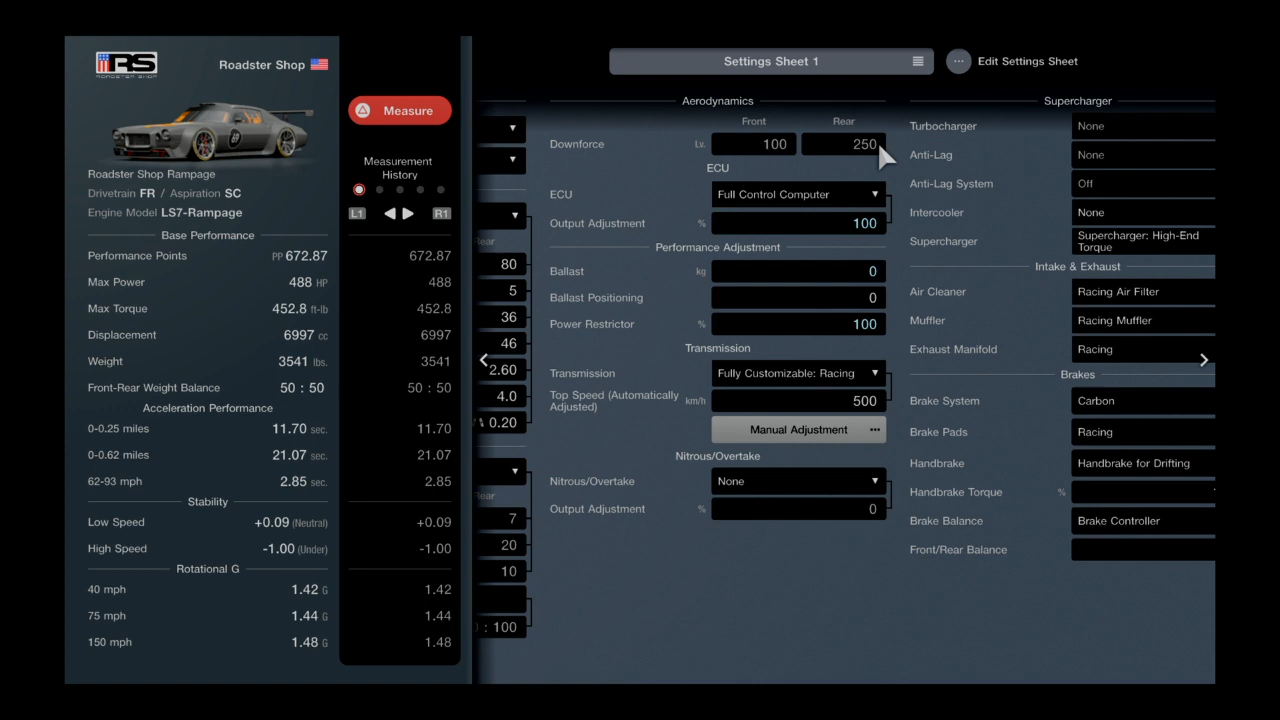 RS
ROADSTER SHOP
Roadster Shop
Roadster Shop Rampage
Drivetrain FR / Aspiration SC
Engine Model LS7-Rampage
Base Performance
Performance Points PP 672.87
Max Power 488 HP
Max Torque 452.8 ft-lb
Displacement 6997 cc
Weight 3541 lbs.
Front-Rear Weight Balance 50 : 50
Acceleration Performance
0-0.25 miles 11.70 sec.
0-0.62 miles 21.07 sec.
62-93 mph 2.85 sec.
Stability
Low Speed +0.09 (Neutral)
High Speed -1.00 (Under)
Rotational G
40 mph 1.42 G
75 mph 1.44 G
150 mph 1.48 G
Measure
Measurement
History
L1 R1
672.87
488
452.8
6997
3541
50 : 50
11.70
21.07
2.85
+0.09
-1.00
1.42
1.44
1.48
80
5
36
46
2.60
4.0
0.20
Rear
7
20
10
: 100
Settings Sheet 1
Edit Settings Sheet
Aerodynamics
Front Rear
Downforce Lv. 100 250
ECU
ECU Full Control Computer
Output Adjustment % 100
Performance Adjustment
Ballast kg 0
Ballast Positioning 0
Power Restrictor % 100
Transmission
Transmission Fully Customizable: Racing
Top Speed (Automatically
Adjusted) km/h 500
Manual Adjustment
Nitrous/Overtake
Nitrous/Overtake None
Output Adjustment % 0
Supercharger
Turbocharger None
Anti-Lag None
Anti-Lag System Off
Intercooler None
Supercharger Supercharger: High-End
Torque
Intake & Exhaust
Air Cleaner Racing Air Filter
Muffler Racing Muffler
Exhaust Manifold Racing
Brakes
Brake System Carbon
Brake Pads Racing
Handbrake Handbrake for Drifting
Handbrake Torque %
Brake Balance Brake Controller
Front/Rear Balance